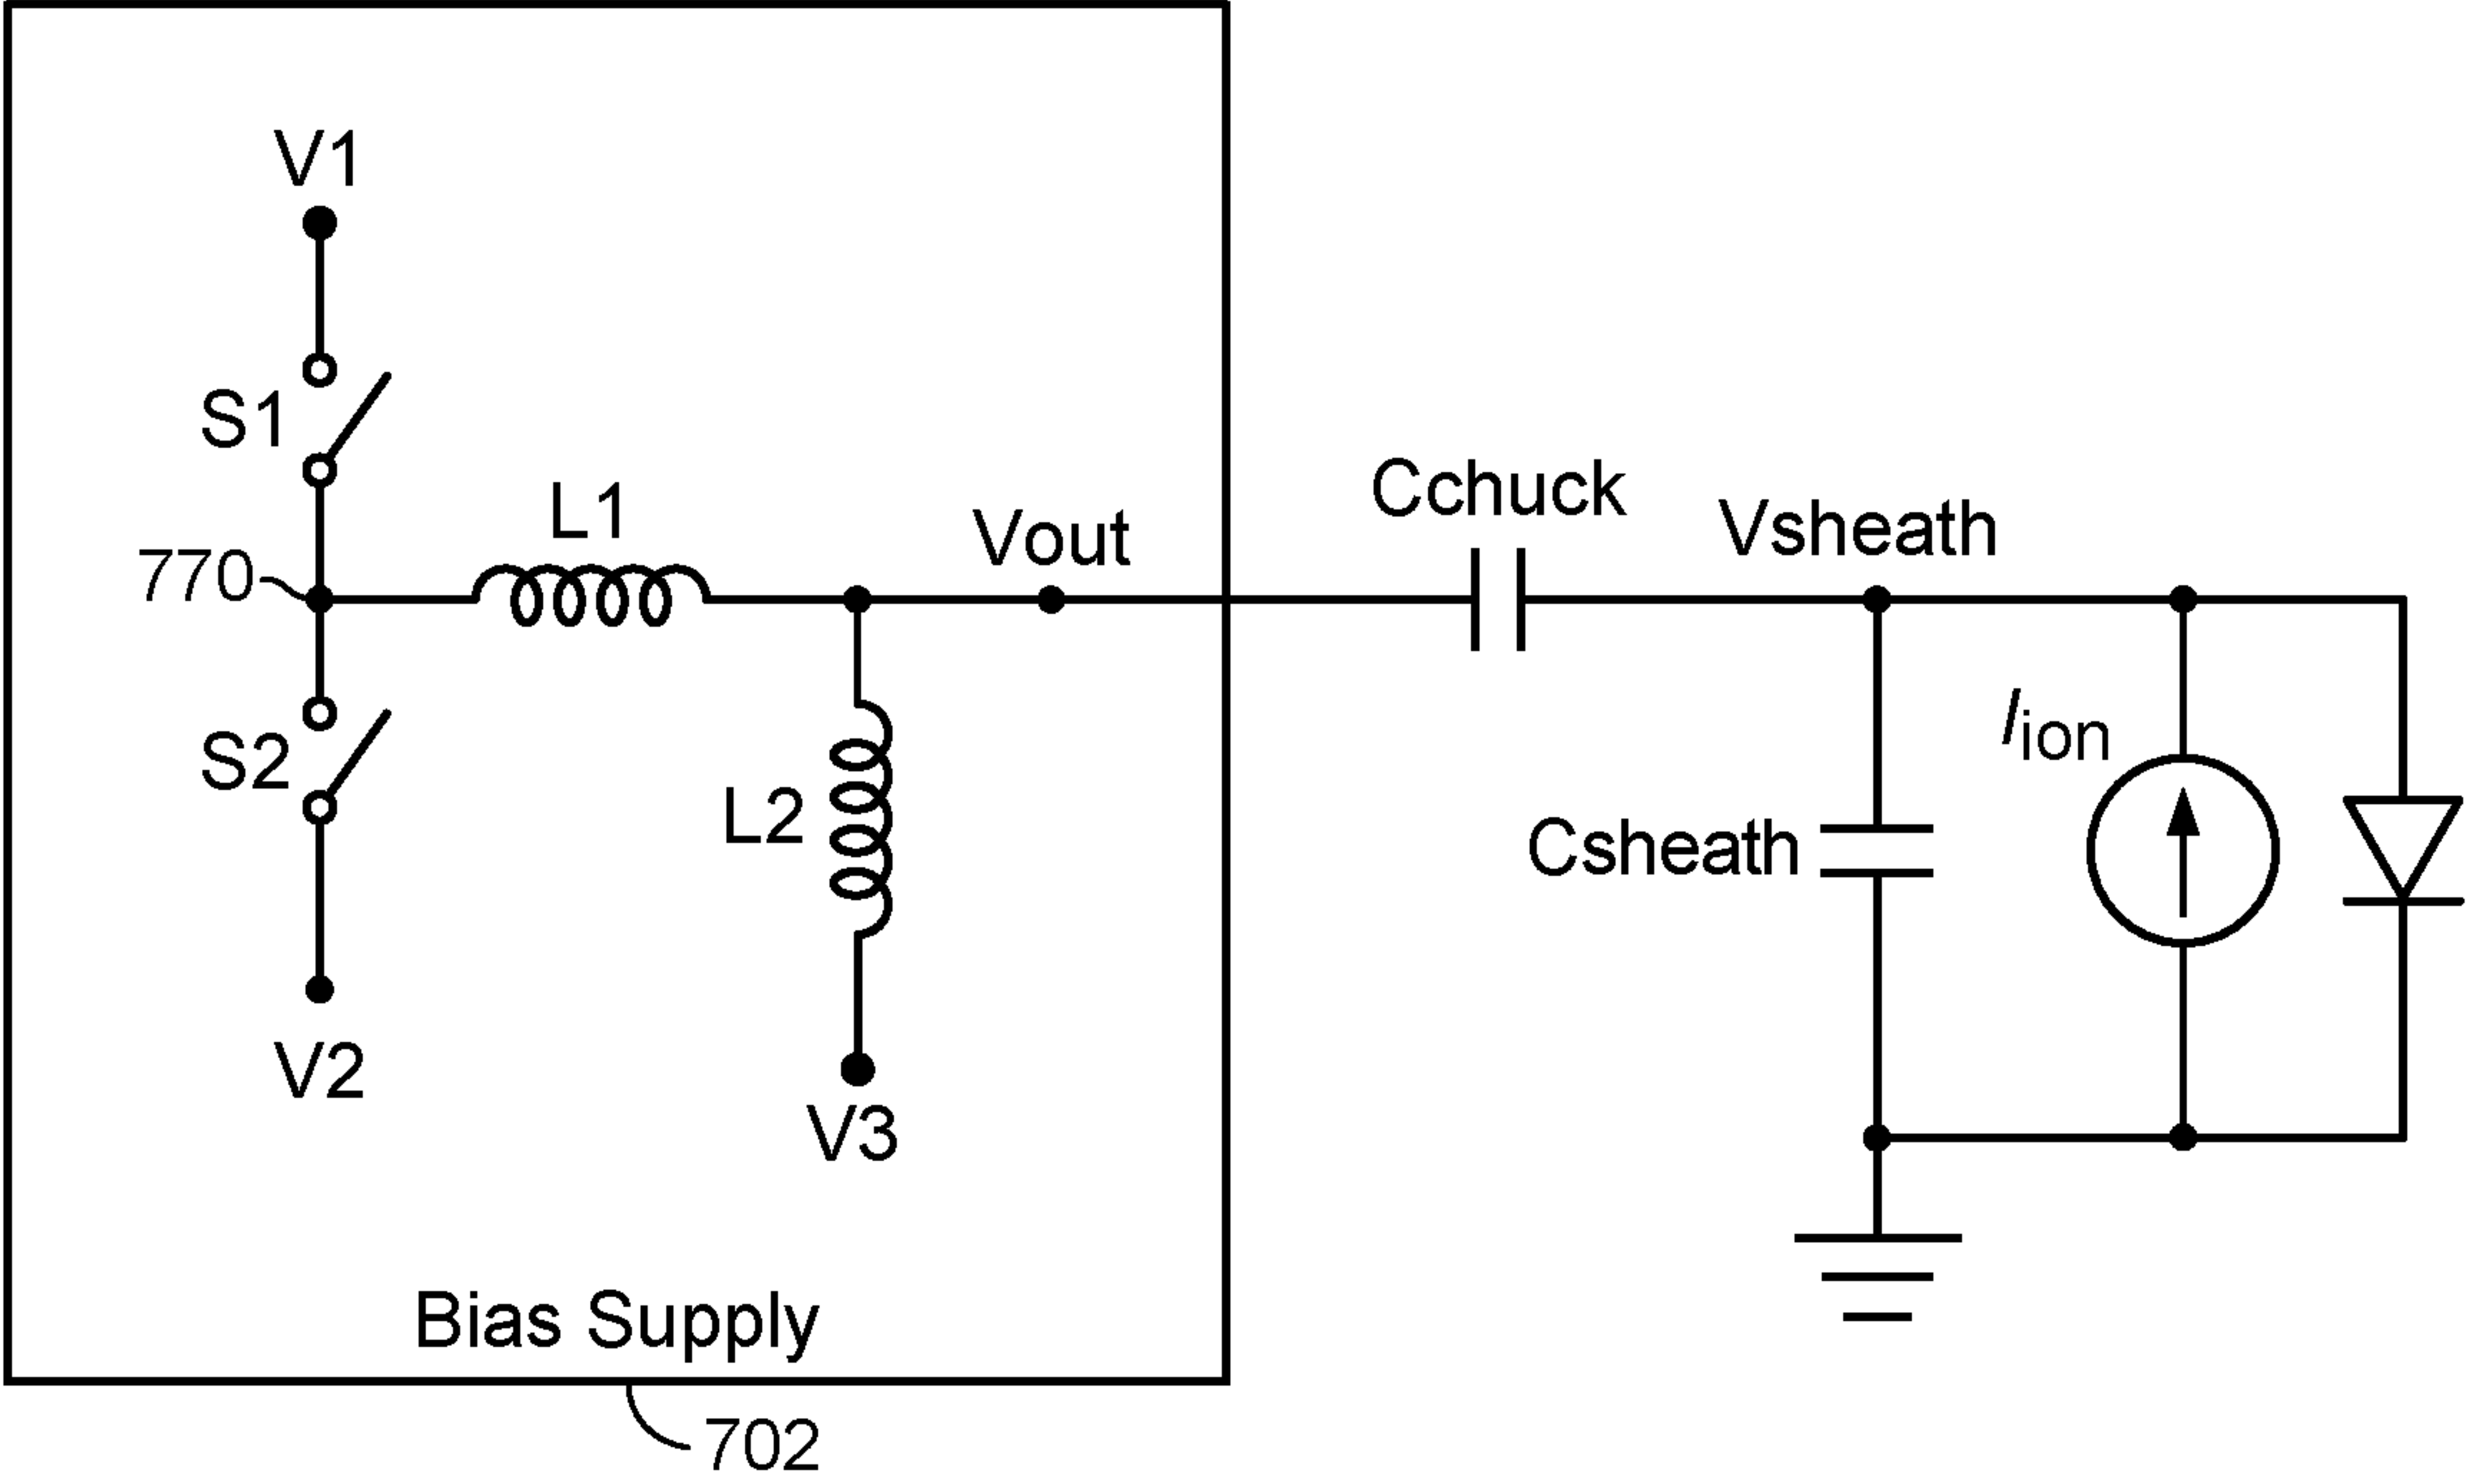 V1
S1
770
L1
Vout
Cchuck
Vsheath
S2
L2
Iion
Csheath
V2
V3
Bias Supply
702